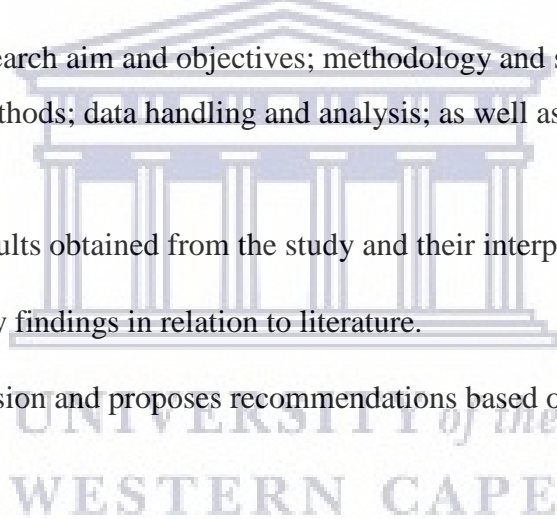 earch aim and objectives; methodology and
thods; data handling and analysis; as well as
ults obtained from the study and their interp
y findings in relation to literature.
sion and proposes recommendations based
UNIVERSITY of the
WESTERN CAPE